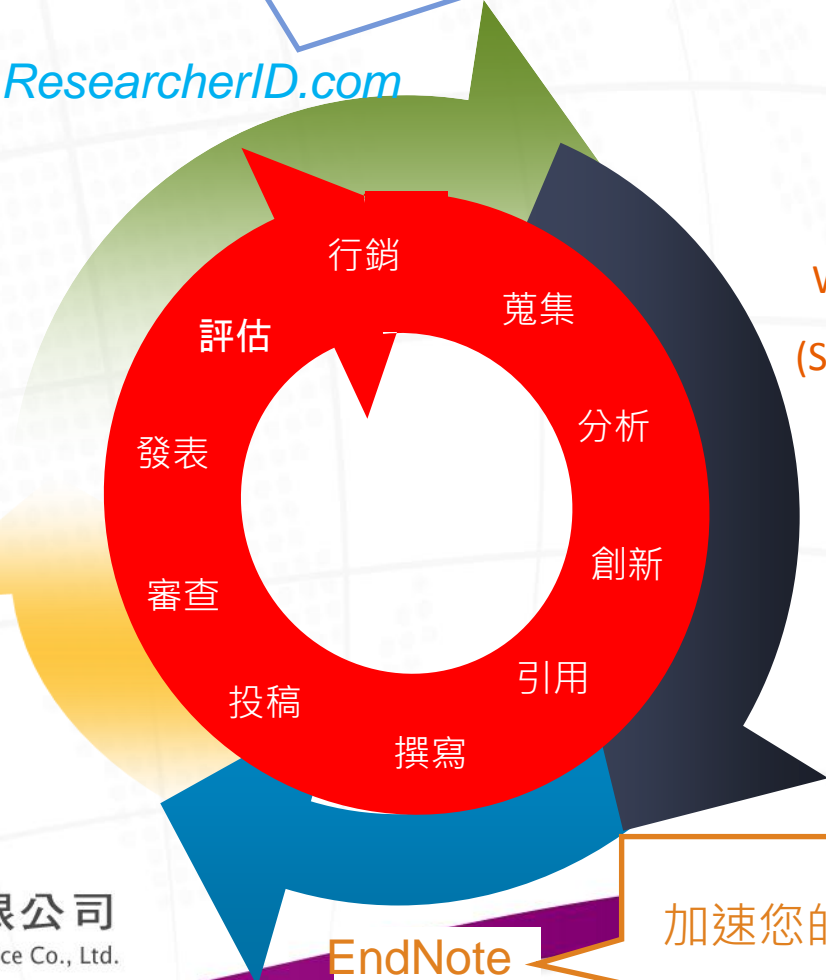 ResearcherID.com
行銷
蒐集
分析
創新
引用
撰寫
投稿
審查
發表
評估
(S
公司
ce Co., Ltd.
EndNote
加速您的